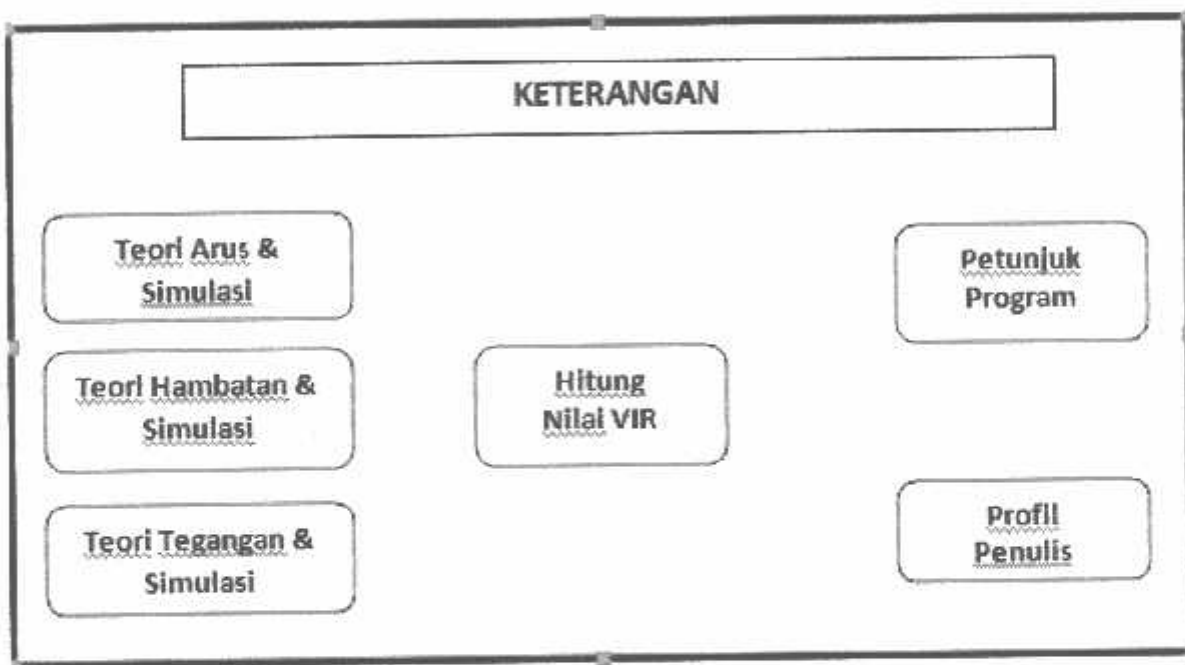 KETERANGAN
Teori Arus &
Simulasi
Teori Hambatan &
Simulasi
Teori Tegangan &
Simulasi
Hitung
Nilai VIR
Petunjuk
Program
Profil
Penulis